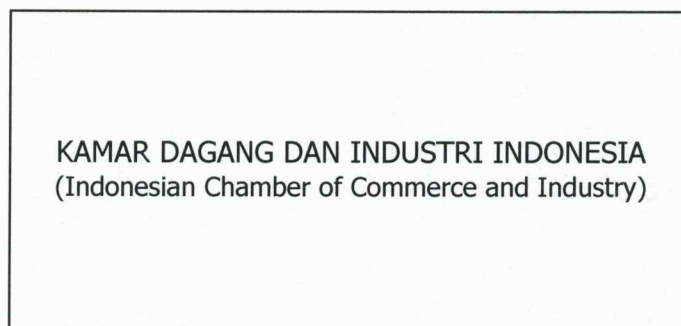 KAMAR DAGANG DAN INDUSTRI INDONESIA
(Indonesian Chamber of Commerce and Industry)